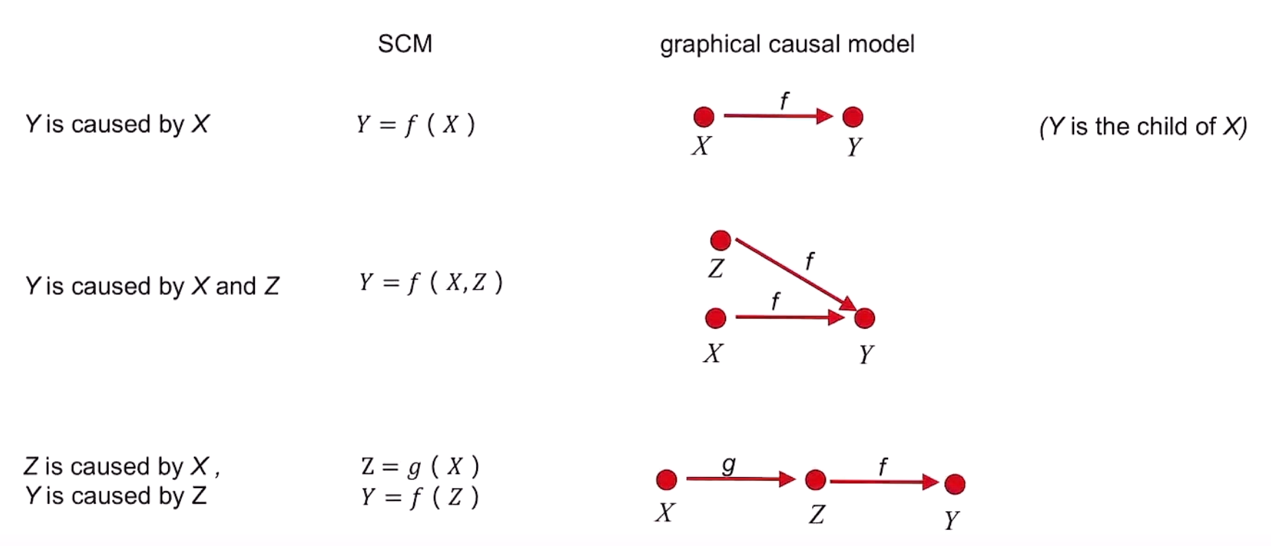 SCM graphical causal model
Y is caused by X Y = f ( X ) f (Y is the child of X)
X Y
Z f
Y is caused by X and Z Y = f ( X,Z ) f
X Y
Z is caused by X , Z = g ( X ) g f
Y is caused by Z Y = f ( Z )
X Z Y